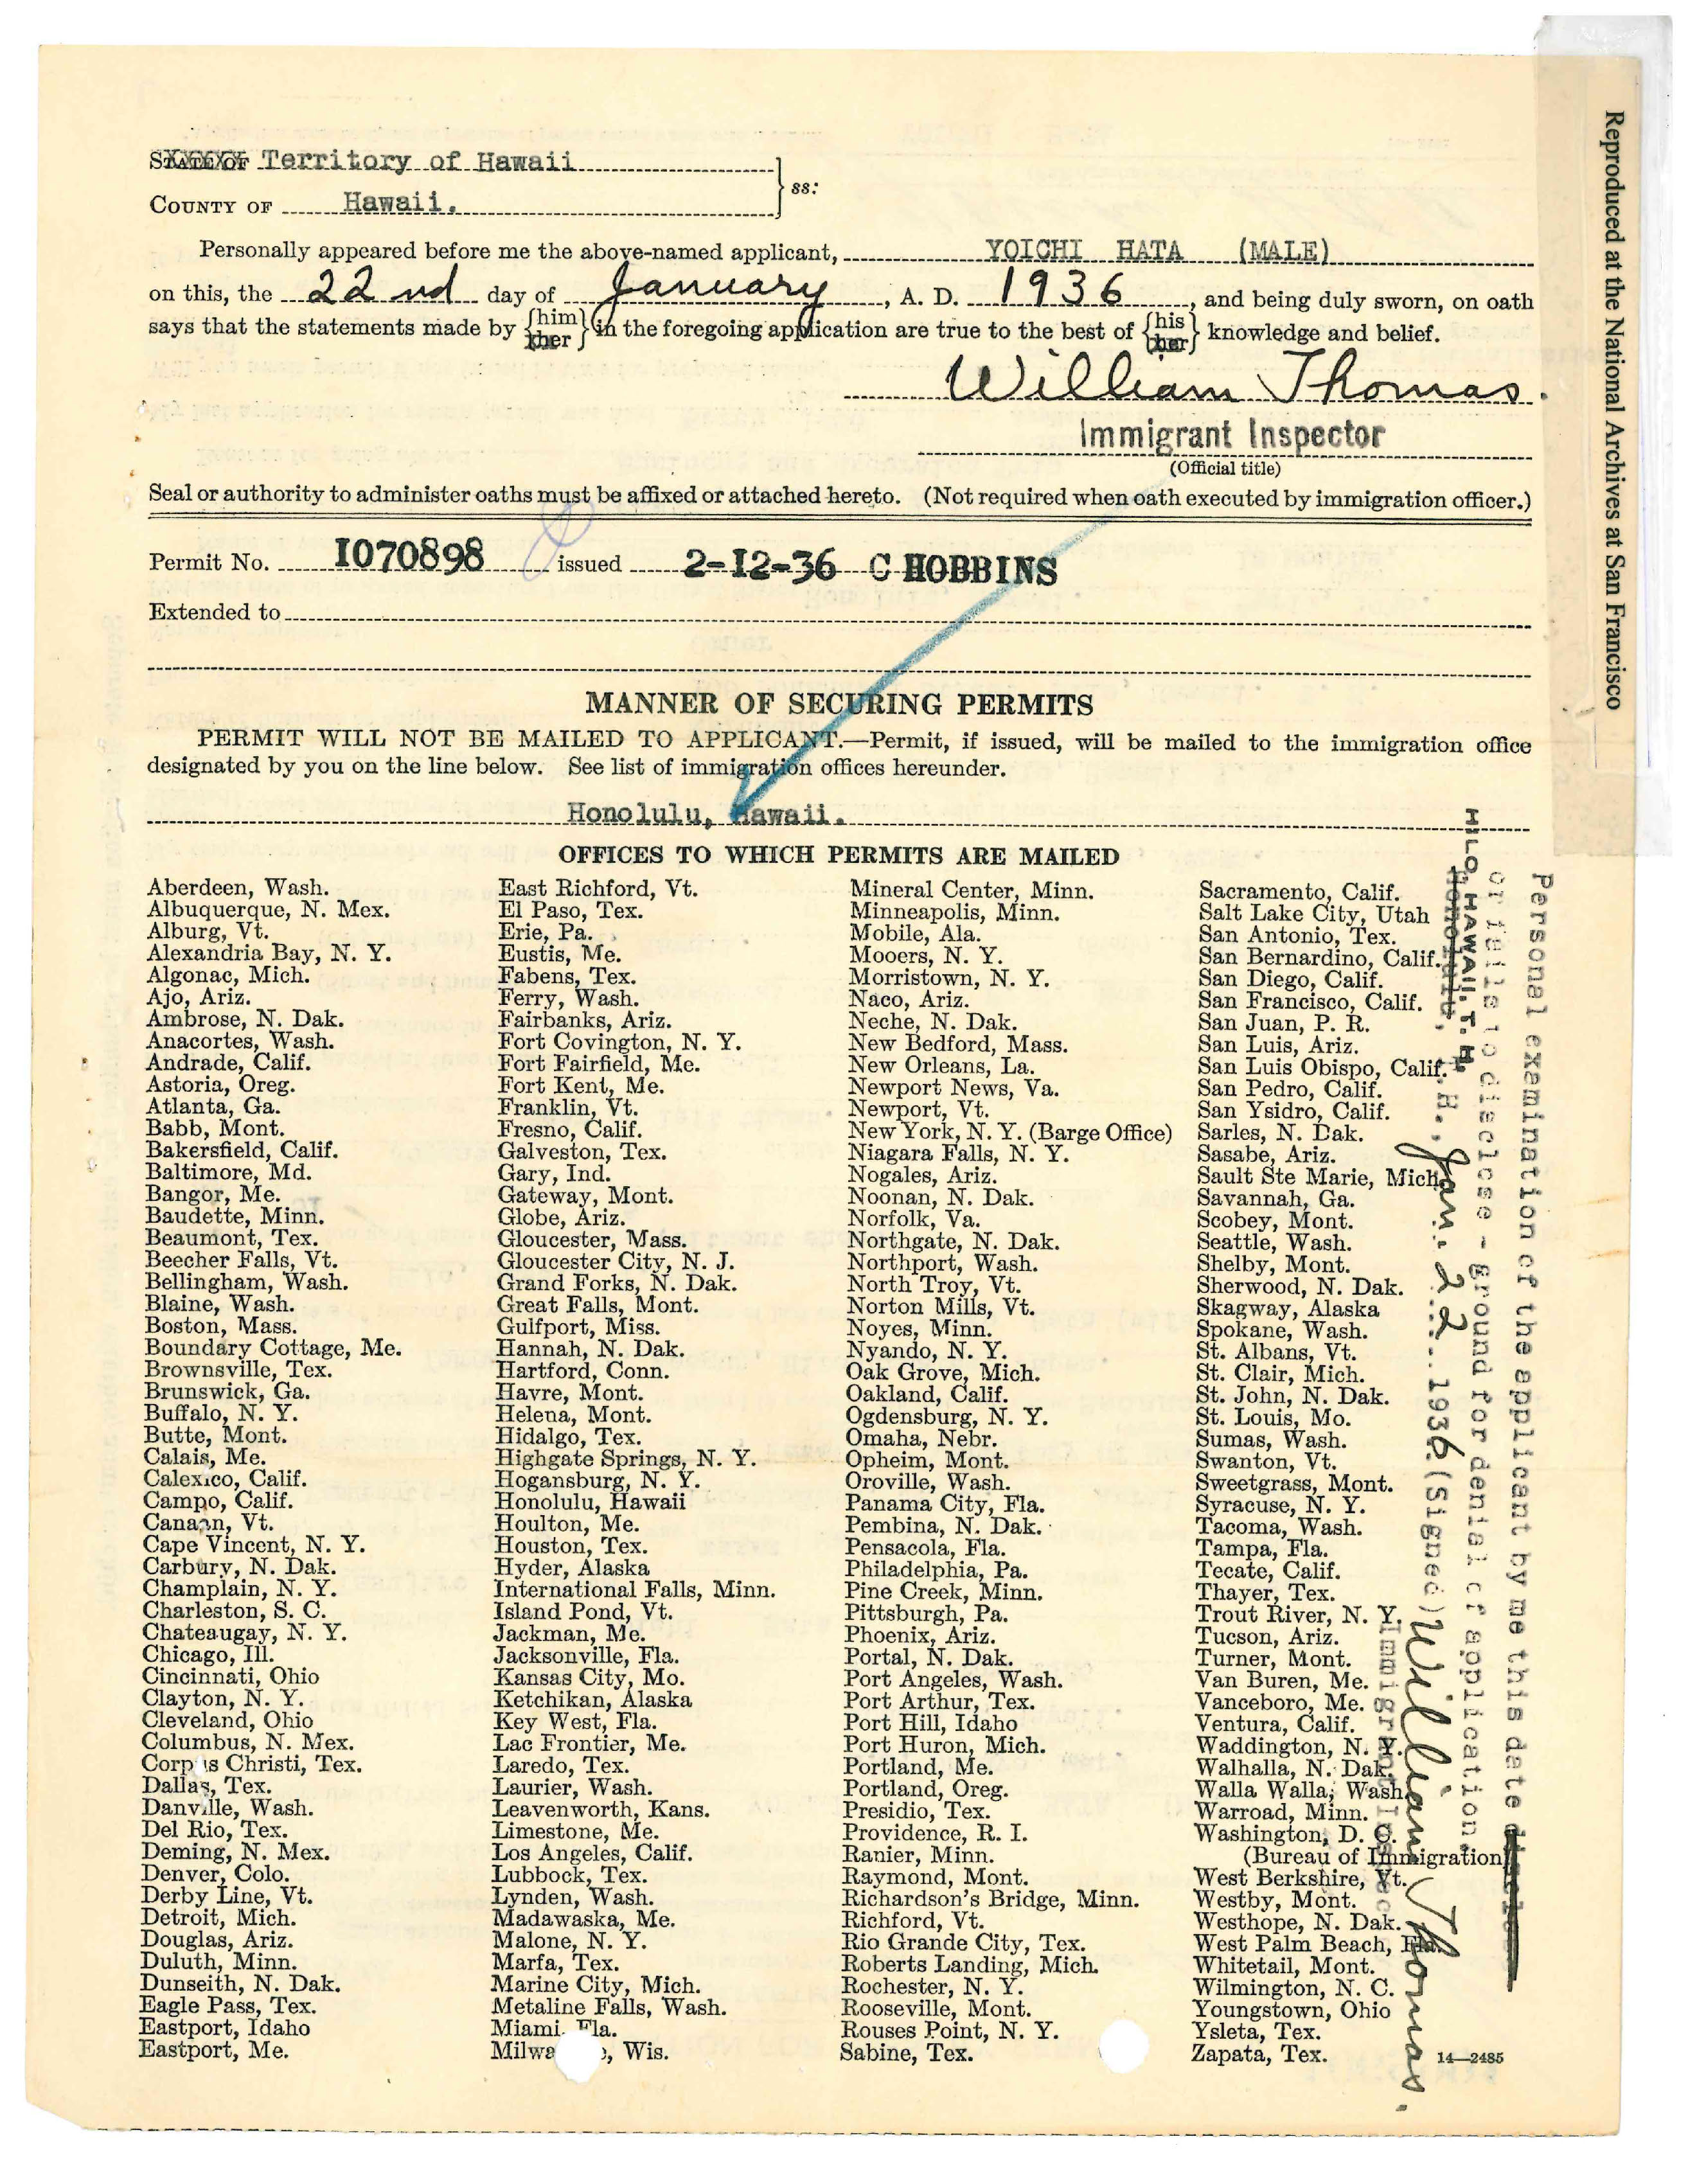 STATE OF Territory of Hawaii
COUNTY OF Hawaii.
ss:
Personally appeared before me the above-named applicant, YOICHI HATA (MALE)
on this, the 22nd day of January, A. D. 1936, and being duly sworn, on oath
says that the statements made by {him her} in the foregoing application are true to the best of {his her} knowledge and belief.
William Thomas.
Immigrant Inspector
(Official title)
Seal or authority to administer oaths must be affixed or attached hereto. (Not required when oath executed by immigration officer.)
Permit No. 1070898 issued 2-12-36 C HOBBINS
Extended to
MANNER OF SECURING PERMITS
PERMIT WILL NOT BE MAILED TO APPLICANT.—Permit, if issued, will be mailed to the immigration office
designated by you on the line below. See list of immigration offices hereunder.
Honolulu, Hawaii.
OFFICES TO WHICH PERMITS ARE MAILED
Aberdeen, Wash.
Albuquerque, N. Mex.
Alburg, Vt.
Alexandria Bay, N. Y.
Algonac, Mich.
Ajo, Ariz.
Ambrose, N. Dak.
Anacortes, Wash.
Andrade, Calif.
Astoria, Oreg.
Atlanta, Ga.
Babb, Mont.
Bakersfield, Calif.
Baltimore, Md.
Bangor, Me.
Baudette, Minn.
Beaumont, Tex.
Beecher Falls, Vt.
Bellingham, Wash.
Blaine, Wash.
Boston, Mass.
Boundary Cottage, Me.
Brownsville, Tex.
Brunswick, Ga.
Buffalo, N. Y.
Butte, Mont.
Calais, Me.
Calexico, Calif.
Campo, Calif.
Canaan, Vt.
Cape Vincent, N. Y.
Carbury, N. Dak.
Champlain, N. Y.
Charleston, S. C.
Chateaugay, N. Y.
Chicago, Ill.
Cincinnati, Ohio
Clayton, N. Y.
Cleveland, Ohio
Columbus, N. Mex.
Corpus Christi, Tex.
Dallas, Tex.
Danville, Wash.
Del Rio, Tex.
Deming, N. Mex.
Denver, Colo.
Derby Line, Vt.
Detroit, Mich.
Douglas, Ariz.
Duluth, Minn.
Dunseith, N. Dak.
Eagle Pass, Tex.
Eastport, Idaho
Eastport, Me.
East Richford, Vt.
El Paso, Tex.
Erie, Pa.
Eustis, Me.
Fabens, Tex.
Ferry, Wash.
Fairbanks, Ariz.
Fort Covington, N. Y.
Fort Fairfield, Me.
Fort Kent, Me.
Franklin, Vt.
Fresno, Calif.
Galveston, Tex.
Gary, Ind.
Gateway, Mont.
Globe, Ariz.
Gloucester, Mass.
Gloucester City, N. J.
Grand Forks, N. Dak.
Great Falls, Mont.
Gulfport, Miss.
Hannah, N. Dak.
Hartford, Conn.
Havre, Mont.
Helena, Mont.
Hidalgo, Tex.
Highgate Springs, N. Y.
Hogansburg, N. Y.
Honolulu, Hawaii
Houlton, Me.
Houston, Tex.
Hyder, Alaska
International Falls, Minn.
Island Pond, Vt.
Jackman, Me.
Jacksonville, Fla.
Kansas City, Mo.
Ketchikan, Alaska
Key West, Fla.
Lac Frontier, Me.
Laredo, Tex.
Laurier, Wash.
Leavenworth, Kans.
Limestone, Me.
Los Angeles, Calif.
Lubbock, Tex.
Lynden, Wash.
Madawaska, Me.
Malone, N. Y.
Marfa, Tex.
Marine City, Mich.
Metaline Falls, Wash.
Miami, Fla.
Milwa , Wis.
Mineral Center, Minn.
Minneapolis, Minn.
Mobile, Ala.
Mooers, N. Y.
Morristown, N. Y.
Naco, Ariz.
Neche, N. Dak.
New Bedford, Mass.
New Orleans, La.
Newport News, Va.
Newport, Vt.
New York, N. Y. (Barge Office)
Niagara Falls, N. Y.
Nogales, Ariz.
Noonan, N. Dak.
Norfolk, Va.
Northgate, N. Dak.
Northport, Wash.
North Troy, Vt.
Norton Mills, Vt.
Noyes, Minn.
Nyando, N. Y.
Oak Grove, Mich.
Oakland, Calif.
Ogdensburg, N. Y.
Omaha, Nebr.
Opheim, Mont.
Oroville, Wash.
Panama City, Fla.
Pembina, N. Dak.
Pensacola, Fla.
Philadelphia, Pa.
Pine Creek, Minn.
Pittsburgh, Pa.
Phoenix, Ariz.
Portal, N. Dak.
Port Angeles, Wash.
Port Arthur, Tex.
Port Hill, Idaho
Port Huron, Mich.
Portland, Me.
Portland, Oreg.
Presidio, Tex.
Providence, R. I.
Ranier, Minn.
Raymond, Mont.
Richardson's Bridge, Minn.
Richford, Vt.
Rio Grande City, Tex.
Roberts Landing, Mich.
Rochester, N. Y.
Rooseville, Mont.
Rouses Point, N. Y.
Sabine, Tex.
Sacramento, Calif.
Salt Lake City, Utah
San Antonio, Tex.
San Bernardino, Calif.
San Diego, Calif.
San Francisco, Calif.
San Juan, P. R.
San Luis, Ariz.
San Luis Obispo, Calif.
San Pedro, Calif.
San Ysidro, Calif.
Sarles, N. Dak.
Sasabe, Ariz.
Sault Ste Marie, Mich.
Savannah, Ga.
Scobey, Mont.
Seattle, Wash.
Shelby, Mont.
Sherwood, N. Dak.
Skagway, Alaska
Spokane, Wash.
St. Albans, Vt.
St. Clair, Mich.
St. John, N. Dak.
St. Louis, Mo.
Sumas, Wash.
Swanton, Vt.
Sweetgrass, Mont.
Syracuse, N. Y.
Tacoma, Wash.
Tampa, Fla.
Tecate, Calif.
Thayer, Tex.
Trout River, N. Y.
Tucson, Ariz.
Turner, Mont.
Van Buren, Me.
Vanceboro, Me.
Ventura, Calif.
Waddington, N. Y.
Walhalla, N. Dak.
Walla Walla, Wash.
Warroad, Minn.
Washington, D. C.
(Bureau of Immigration)
West Berkshire, Vt.
Westby, Mont.
Westhope, N. Dak.
West Palm Beach, Fla.
Whitetail, Mont.
Wilmington, N. C.
Youngstown, Ohio
Ysleta, Tex.
Zapata, Tex.
14—2485
Personal examination of the applicant by me this date
or fails to disclose - ground for denial of application.
HILO, HAWAII. T. H.
Honolulu, T.H., Jan. 22 1936 (Signed) William Thomas.
Immigrant Inspector
Reproduced at the National Archives at San Francisco